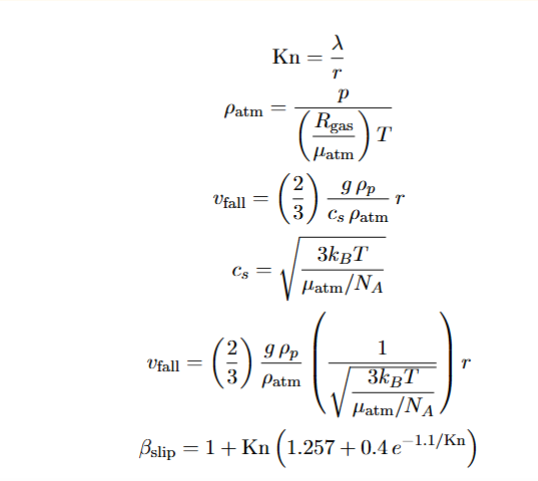 Kn = λ / r
ρ_atm = p / ((R_gas / μ_atm) T)
v_fall = (2/3) (g ρ_p / (c_s ρ_atm)) r
c_s = √(3k_B T / (μ_atm/N_A))
v_fall = (2/3) (g ρ_p / ρ_atm) (1 / √(3k_B T / (μ_atm/N_A))) r
β_slip = 1 + Kn (1.257 + 0.4 e^(−1.1/Kn))